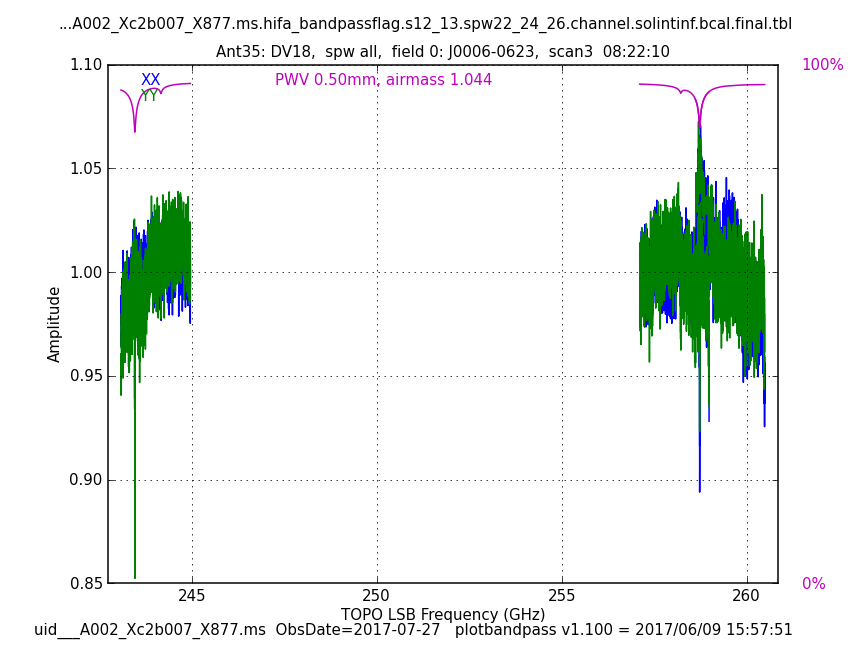 ...A002_Xc2b007_X877.ms.hifa_bandpassflag.s12_13.spw22_24_26.channel.solintinf.bcal.final.tbl
Ant35: DV18, spw all, field 0: J0006-0623, scan3 08:22:10
1.10
100%
XX
PWV 0.50mm, airmass 1.044
YY
1.05
1.00
Amplitude
0.95
0.90
0.85
0%
245
250
255
260
TOPO LSB Frequency (GHz)
uid___A002_Xc2b007_X877.ms ObsDate=2017-07-27 plotbandpass v1.100 = 2017/06/09 15:57:51